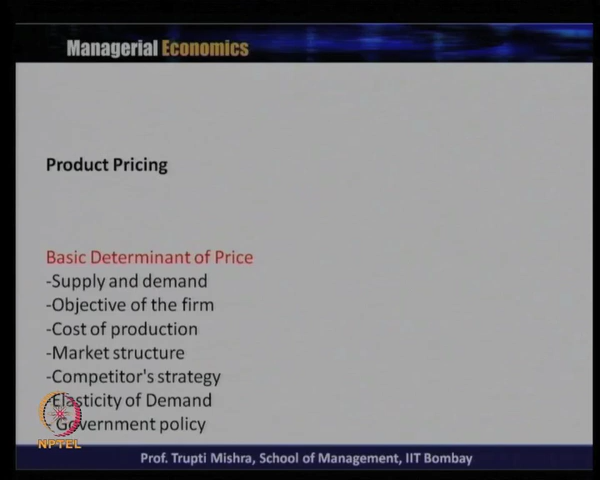 Managerial Economics
Product Pricing
Basic Determinant of Price
-Supply and demand
-Objective of the firm
-Cost of production
-Market structure
-Competitor's strategy
-Elasticity of Demand
- Government policy
NPTEL
Prof. Trupti Mishra, School of Management, IIT Bombay